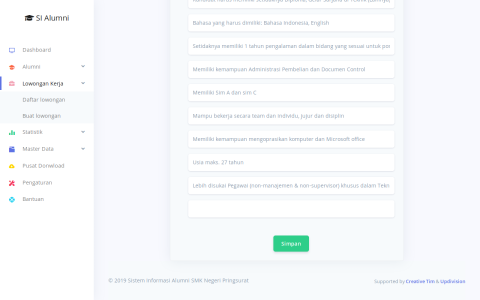 SI Alumni
Dashboard
Alumni
Lowongan Kerja
Daftar lowongan
Buat lowongan
Statistik
Master Data
Pusat Donwload
Pengaturan
Bantuan
Bahasa yang harus dimiliki: Bahasa Indonesia, English
Setidaknya memiliki 1 tahun pengalaman dalam bidang yang sesuai untuk pos
Memiliki kemampuan Administrasi Pembelian dan Documen Control
Memiliki Sim A dan Sim C
Mampu bekerja secara team dan individu, jujur dan disiplin
Memiliki kemampuan mengoprasikan komputer dan Microsoft office
Usia maks. 27 tahun
Lebih disukai Pegawai (non-manajemen & non-supervisor) khusus dalam Tekn
Simpan
© 2019 Sistem Informasi Alumni SMK Negeri Pringsurat
Supported by Creative Tim & Updivision